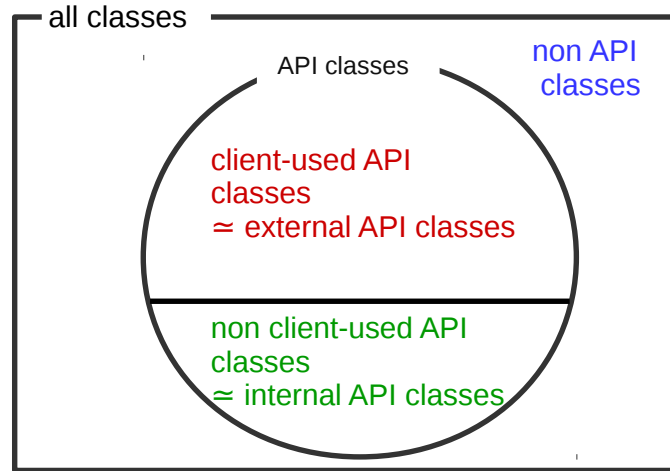 all classes
API classes
non API
classes
client-used API
classes
≃ external API classes
non client-used API
classes
≃ internal API classes